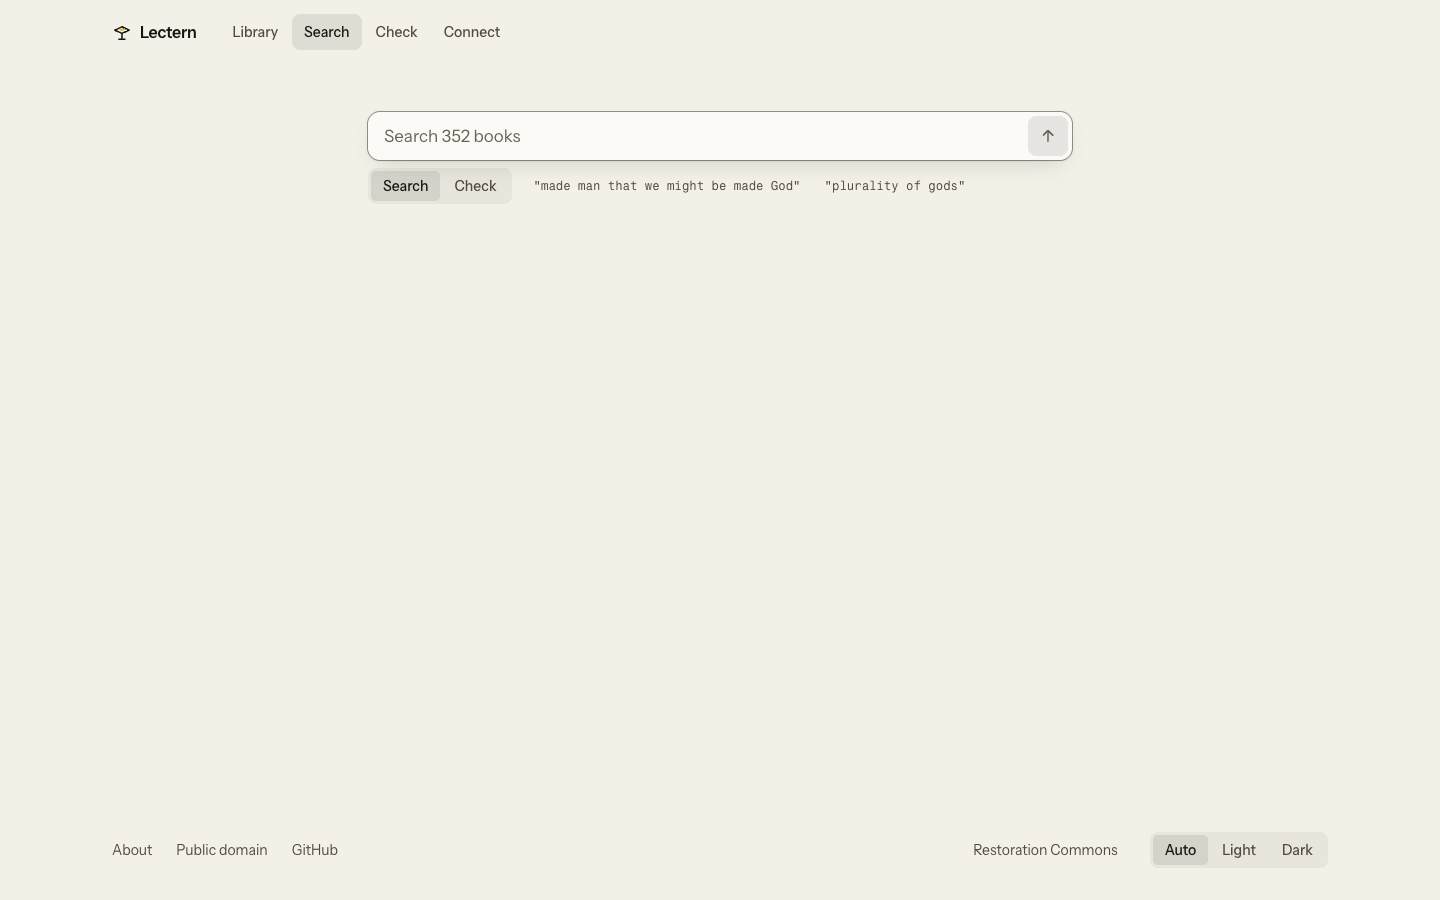 Lectern Library Search Check Connect
Search 352 books
Search Check "made man that we might be made God" "plurality of gods"
About Public domain GitHub Restoration Commons Auto Light Dark